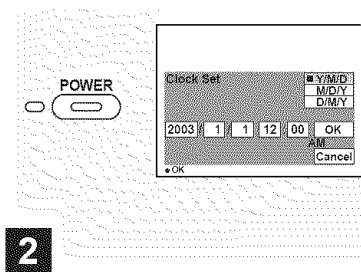 POWER
Clock Set
Y/M/D
M/D/Y
D/M/Y
2003 / 1 / 1 12 : 00 OK
AM
Cancel
OK
2